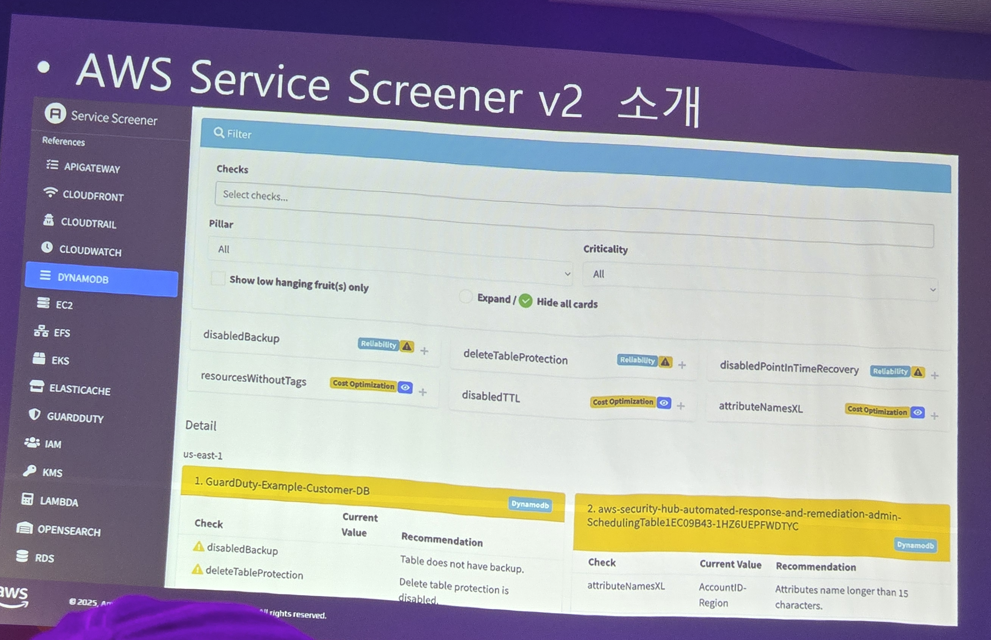 • AWS Service Screener v2 소개
Service Screener
References
APIGATEWAY
CLOUDFRONT
CLOUDTRAIL
CLOUDWATCH
DYNAMODB
EC2
EFS
EKS
ELASTICACHE
GUARDDUTY
IAM
KMS
LAMBDA
OPENSEARCH
RDS
Filter
Checks
Select checks...
Pillar
All
Criticality
All
Show low hanging fruit(s) only
Expand / Hide all cards
disabledBackup Reliability +
deleteTableProtection Reliability +
disabledPointInTimeRecovery Reliability +
resourcesWithoutTags Cost Optimization +
disabledTTL Cost Optimization +
attributeNamesXL Cost Optimization +
Detail
us-east-1
1. GuardDuty-Example-Customer-DB
Dynamodb
Check Current Value Recommendation
disabledBackup Table does not have backup.
deleteTableProtection Delete table protection is
disabled.
2. aws-security-hub-automated-response-and-remediation-admin-
SchedulingTable1EC09B43-1HZ6UEPFWDTYC
Dynamodb
Check Current Value Recommendation
attributeNamesXL AccountID- Attributes name longer than 15
Region characters.
aws
© 2025, All rights reserved.